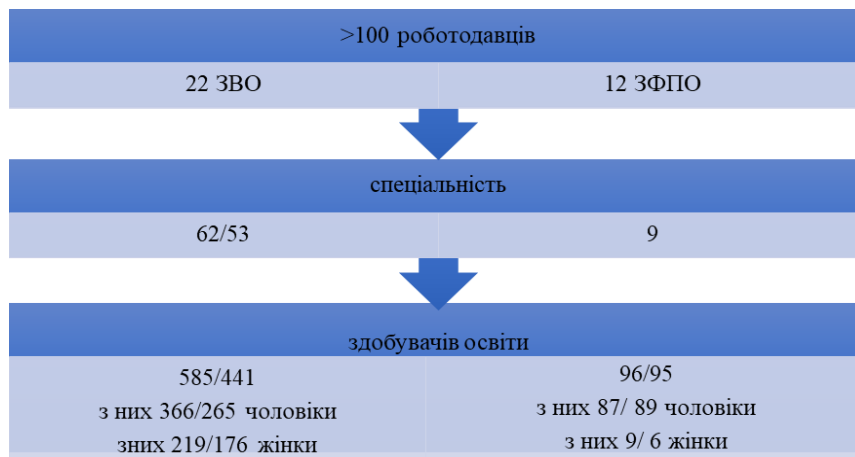 >100 роботодавців
22 ЗВО 12 ЗФПО
спеціальність
62/53 9
здобувачів освіти
585/441 96/95
з них 366/265 чоловіки з них 87/ 89 чоловіки
зних 219/176 жінки з них 9/ 6 жінки